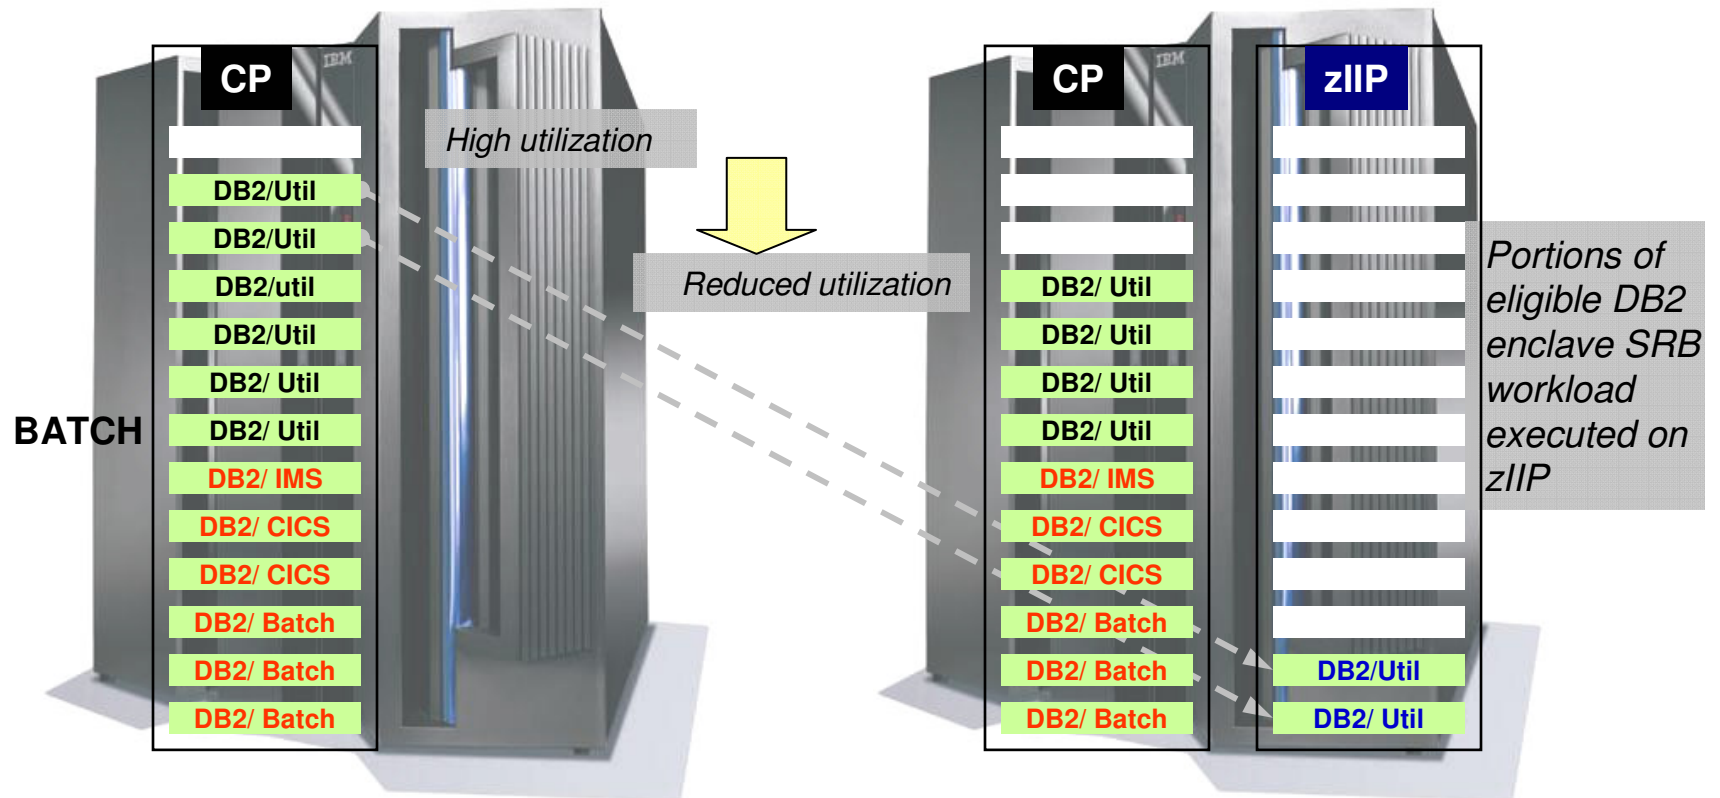 CP
IBM
High utilization
DB2/Util
DB2/Util
DB2/util
DB2/Util
DB2/ Util
DB2/ Util
DB2/ IMS
DB2/ CICS
DB2/ CICS
DB2/ Batch
DB2/ Batch
DB2/ Batch
BATCH
Reduced utilization
CP
IBM
DB2/ Util
DB2/ Util
DB2/ Util
DB2/ Util
DB2/ IMS
DB2/ CICS
DB2/ CICS
DB2/ Batch
DB2/ Batch
DB2/ Batch
zIIP
DB2/Util
DB2/ Util
Portions of
eligible DB2
enclave SRB
workload
executed on
zIIP